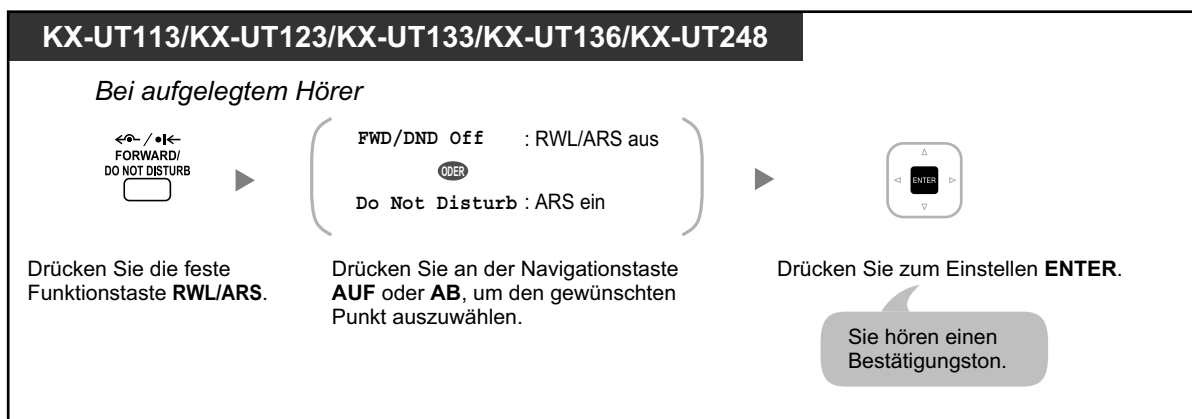 KX-UT113/KX-UT123/KX-UT133/KX-UT136/KX-UT248
Bei aufgelegtem Hörer
FORWARD/
DO NOT DISTURB
FWD/DND Off : RWL/ARS aus
ODER
Do Not Disturb : ARS ein
ENTER
Drücken Sie die feste
Funktionstaste RWL/ARS.
Drücken Sie an der Navigationstaste
AUF oder AB, um den gewünschten
Punkt auszuwählen.
Drücken Sie zum Einstellen ENTER.
Sie hören einen
Bestätigungston.